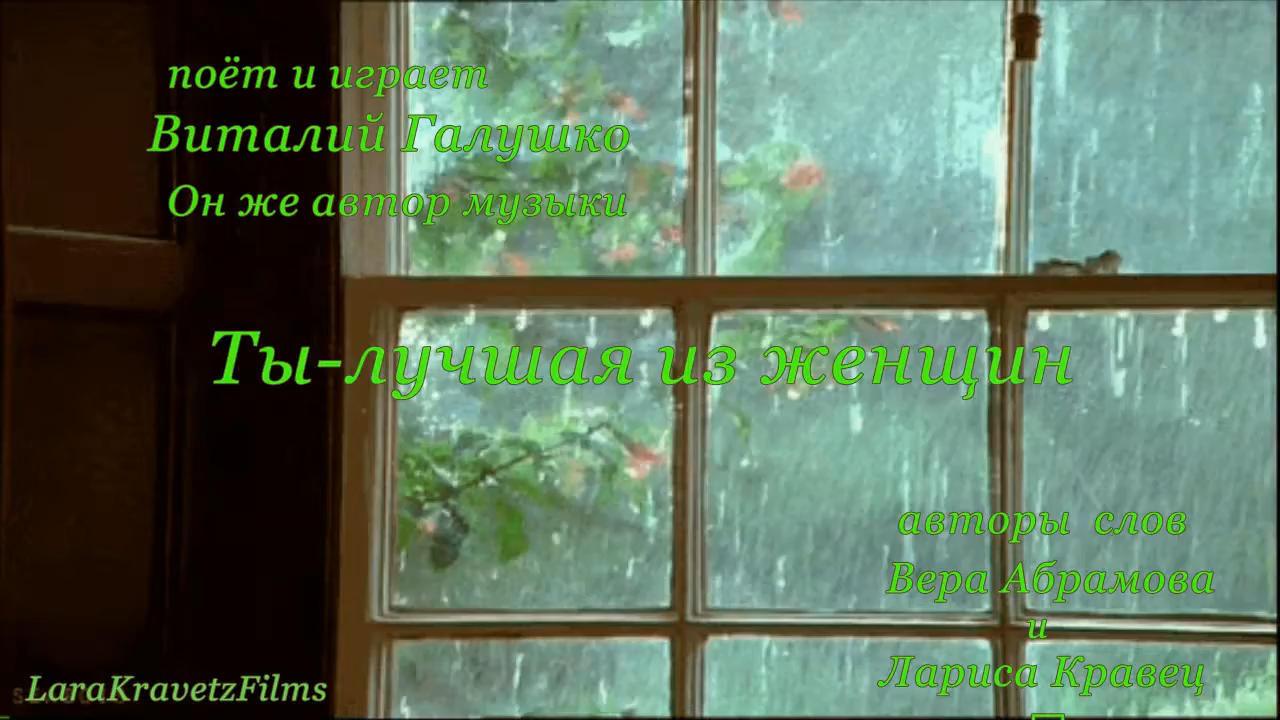 поёт и играет
Виталий Галушко
Он же автор музыки
Ты-лучшая из женщин
авторы слов
Вера Абрамова
и
Лариса Кравец
LaraKravetzFilms